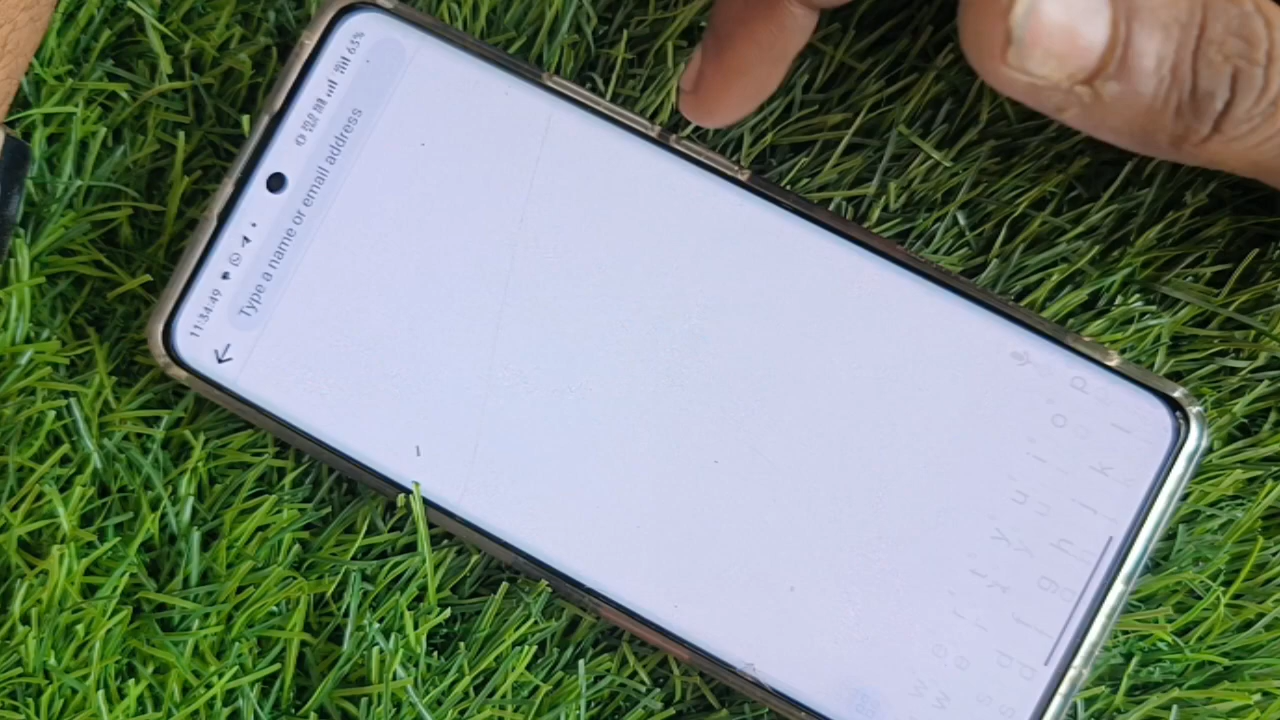 11:34:49 63%
Type a name or email address
p
o i u y r e w
l k j h g f d s